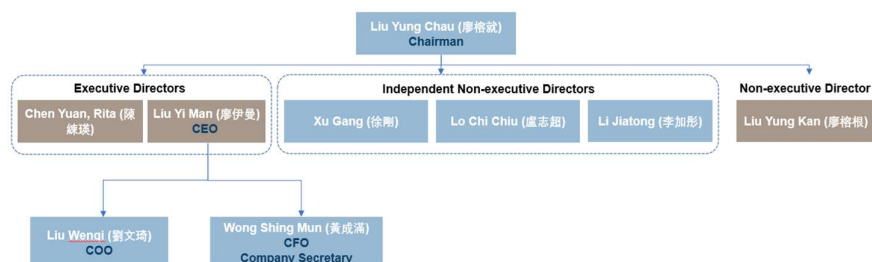 Liu Yung Chau (廖榕就)
Chairman
Executive Directors
Independent Non-executive Directors
Non-executive Director
Chen Yuan, Rita (陳
練瑛)
Liu Yi Man (廖伊曼)
CEO
Xu Gang (徐剛)
Lo Chi Chiu (盧志超)
Li Jiatong (李加彤)
Liu Yung Kan (廖榕根)
Liu Wenqi (劉文琦)
COO
Wong Shing Mun (黃成滿)
CFO
Company Secretary